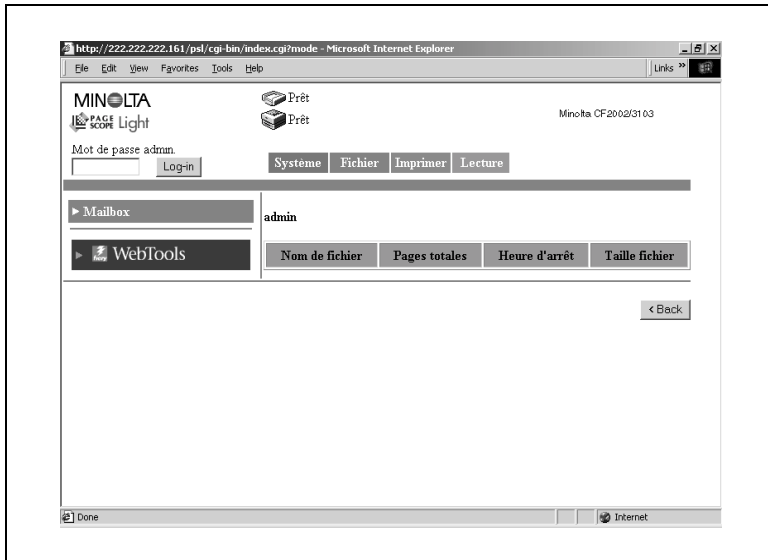 http://222.222.222.161/psl/cgi-bin/index.cgi?mode - Microsoft Internet Explorer
File Edit View Favorites Tools Help Links »
MINOLTA
PAGE SCOPE Light
Prêt
Prêt
Minolta CF2002/3103
Mot de passe admin.
Log-in
Système Fichier Imprimer Lecture
Mailbox
fiery WebTools
admin
Nom de fichier Pages totales Heure d'arrêt Taille fichier
< Back
Done Internet